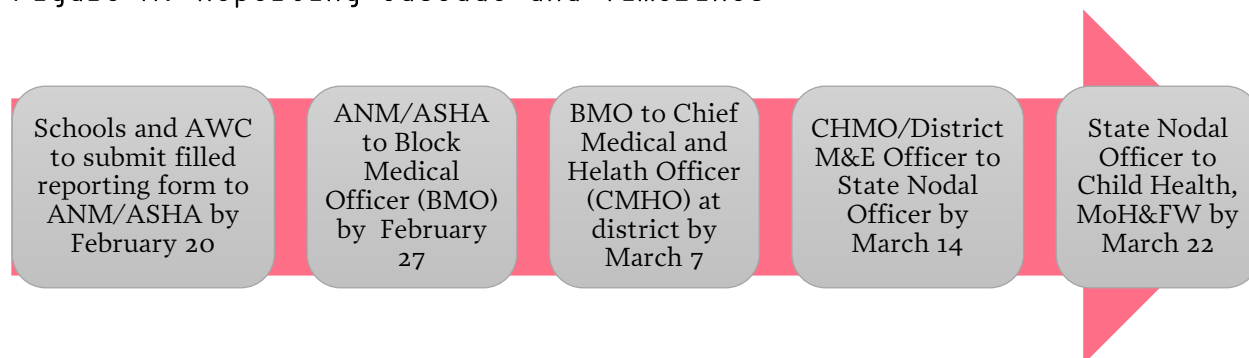 Schools and AWC
to submit filled
reporting form to
ANM/ASHA by
February 20
ANM/ASHA
to Block
Medical
Officer (BMO)
by February
27
BMO to Chief
Medical and
Helath Officer
(CMHO) at
district by
March 7
CHMO/District
M&E Officer to
State Nodal
Officer by
March 14
State Nodal
Officer to
Child Health,
MoH&FW by
March 22